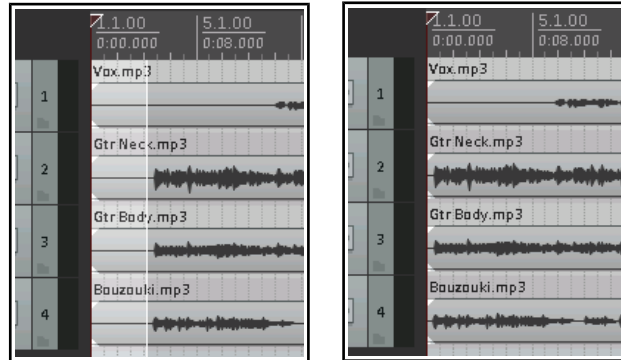 1.1.00 5.1.00
0:00.000 0:08.000
Vox.mp3
1
Gtr Neck.mp3
2
Gtr Body.mp3
3
Bouzouki.mp3
4
1.1.00 5.1.00
0:00.000 0:08.000
Vox.mp3
1
Gtr Neck.mp3
2
Gtr Body.mp3
3
Bouzouki.mp3
4